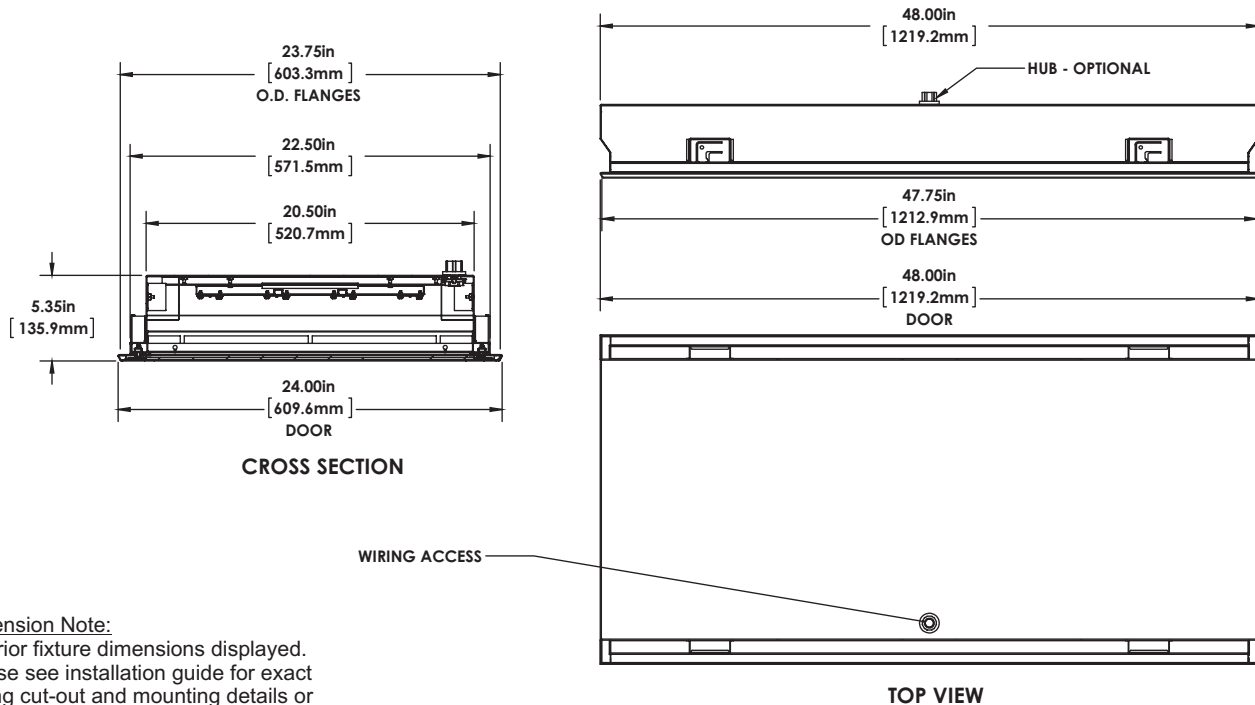 23.75in
[603.3mm]
O.D. FLANGES
22.50in
[571.5mm]
20.50in
[520.7mm]
5.35in
[135.9mm]
24.00in
[609.6mm]
DOOR
CROSS SECTION
48.00in
[1219.2mm]
HUB - OPTIONAL
47.75in
[1212.9mm]
OD FLANGES
48.00in
[1219.2mm]
DOOR
WIRING ACCESS
TOP VIEW
Note:
fixture dimensions displayed.
see installation guide for exact
cut-out and mounting details or